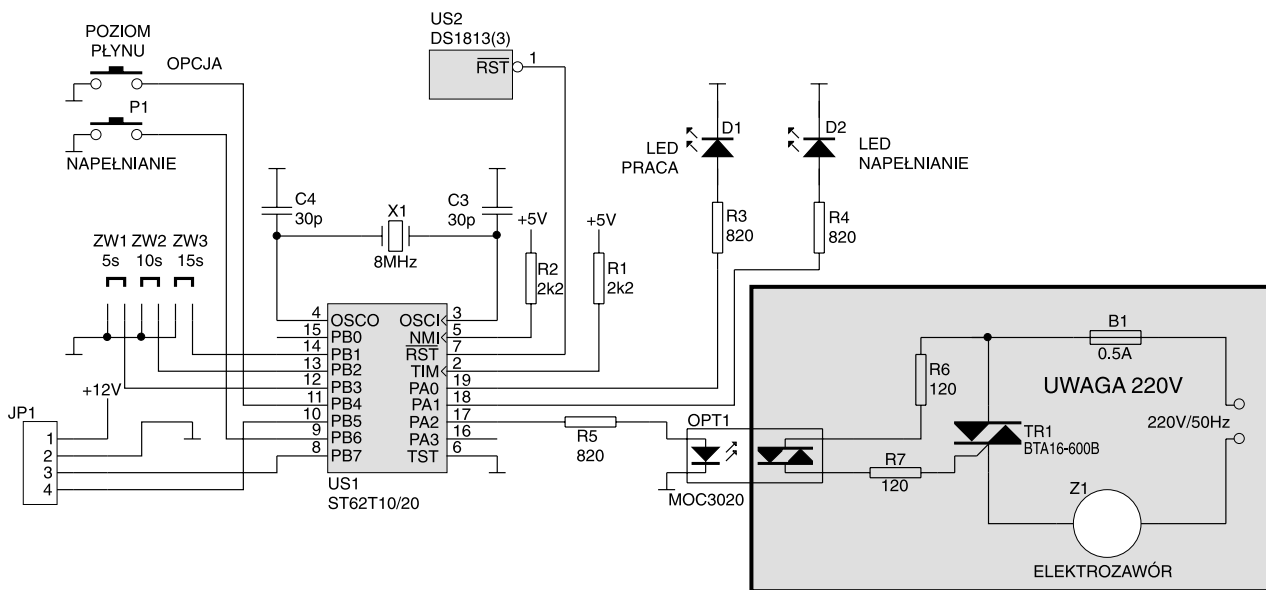 POZIOM
PŁYNU
OPCJA
P1
NAPEŁNIANIE
US2
DS1813(3)
RST
1
D1
LED
PRACA
D2
LED
NAPEŁNIANIE
R3
820
R4
820
C4
30p
X1
8MHz
C3
30p
+5V
R2
2k2
+5V
R1
2k2
ZW1 ZW2 ZW3
5s 10s 15s
4 OSCO OSCI 3
15 PB0 NMI 5
14 PB1 RST 7
13 PB2 TIM 2
12 PB3 PA0 19
11 PB4 PA1 18
10 PB5 PA2 17
9 PB6 PA3 16
8 PB7 TST 6
US1
ST62T10/20
+12V
JP1
1
2
3
4
R5
820
OPT1
MOC3020
R6
120
R7
120
B1
0.5A
UWAGA 220V
220V/50Hz
TR1
BTA16-600B
Z1
ELEKTROZAWÓR